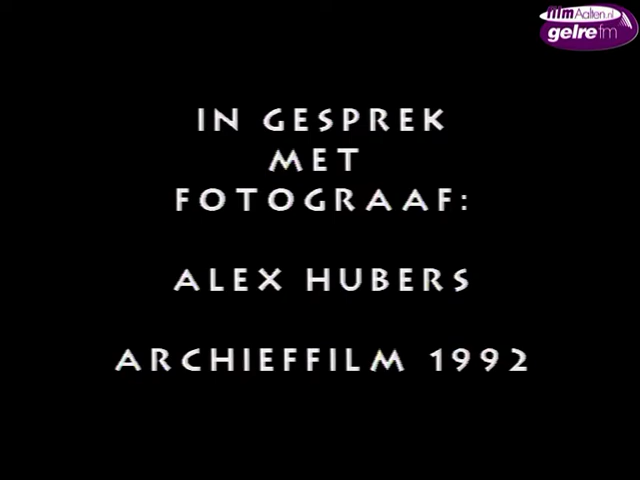 filmAalten.nl
gelre fm
IN GESPREK
MET
FOTOGRAAF:
ALEX HUBERS
ARCHIEFFILM 1992